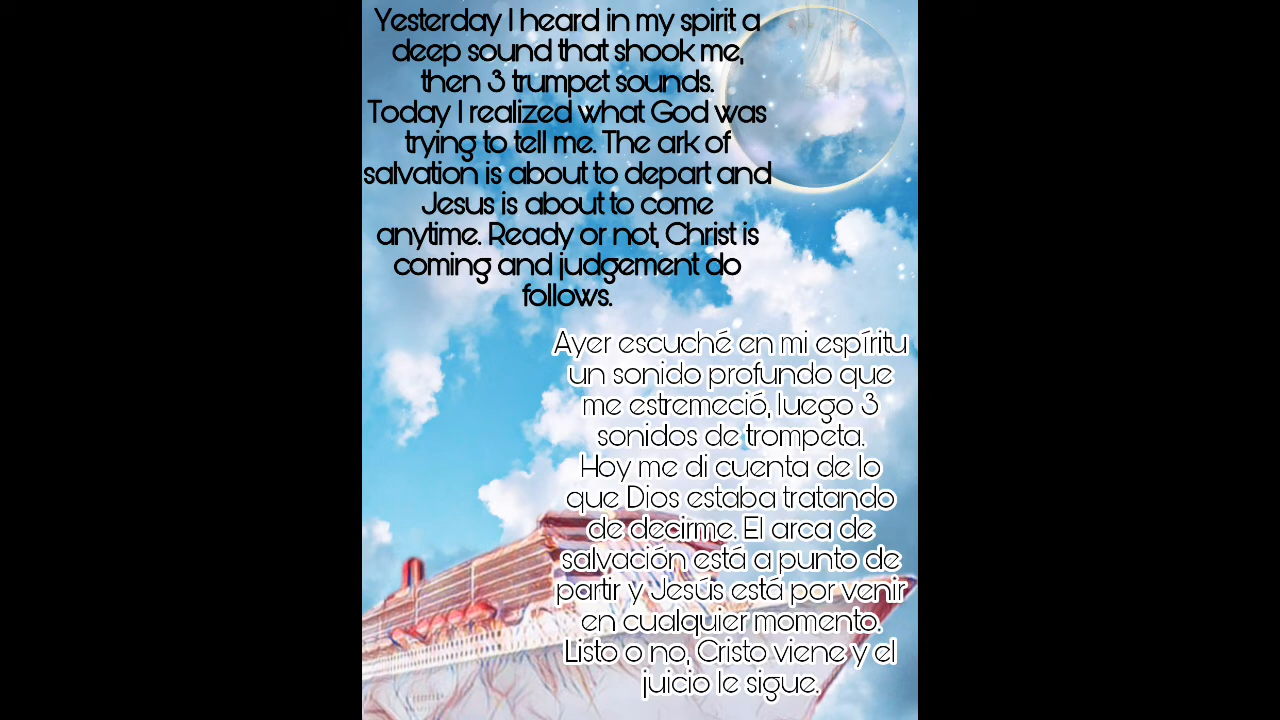 Yesterday I heard in my spirit a
deep sound that shook me,
then 3 trumpet sounds.
Today I realized what God was
trying to tell me. The ark of
salvation is about to depart and
Jesus is about to come
anytime. Ready or not, Christ is
coming and judgement do
follows.
Ayer escuché en mi espíritu
un sonido profundo que
me estremeció, luego 3
sonidos de trompeta.
Hoy me di cuenta de lo
que Dios estaba tratando
de decirme. El arca de
salvación está a punto de
partir y Jesús está por venir
en cualquier momento.
Listo o no, Cristo viene y el
juicio le sigue.